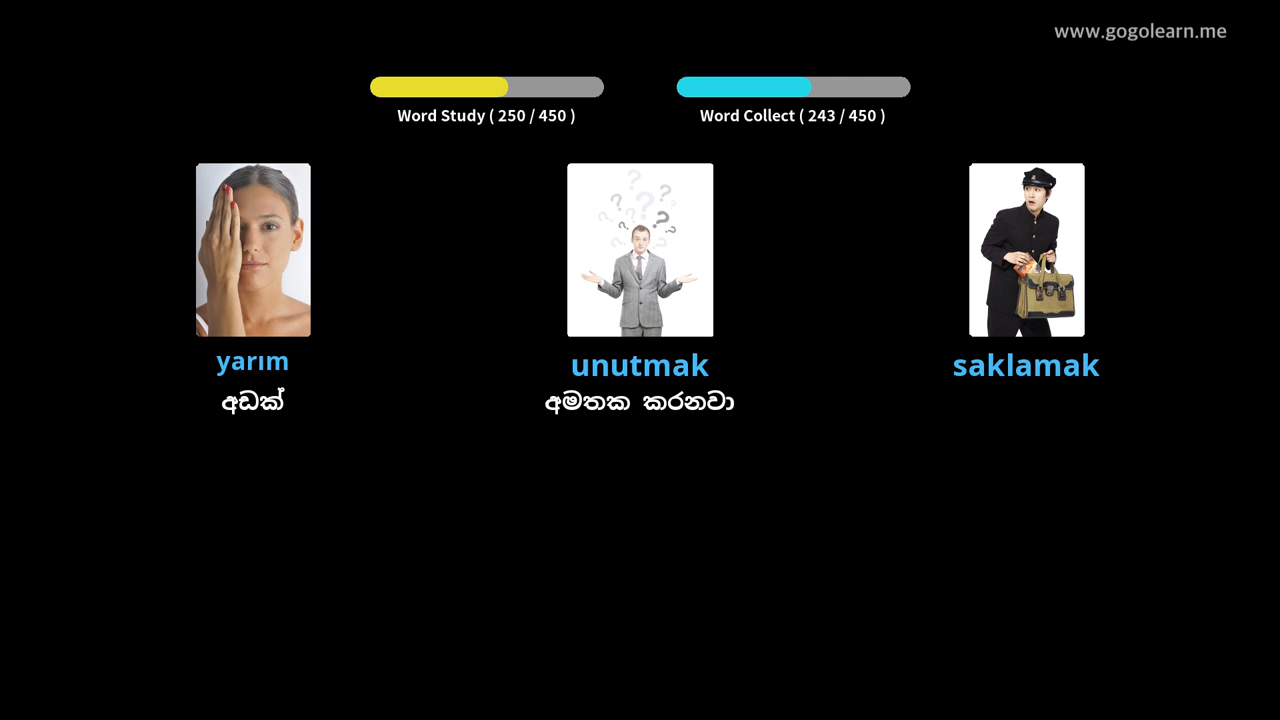 www.gogolearn.me
Word Study ( 250 / 450 )
Word Collect ( 243 / 450 )
yarım
අඩක්
unutmak
අමතක කරනවා
saklamak